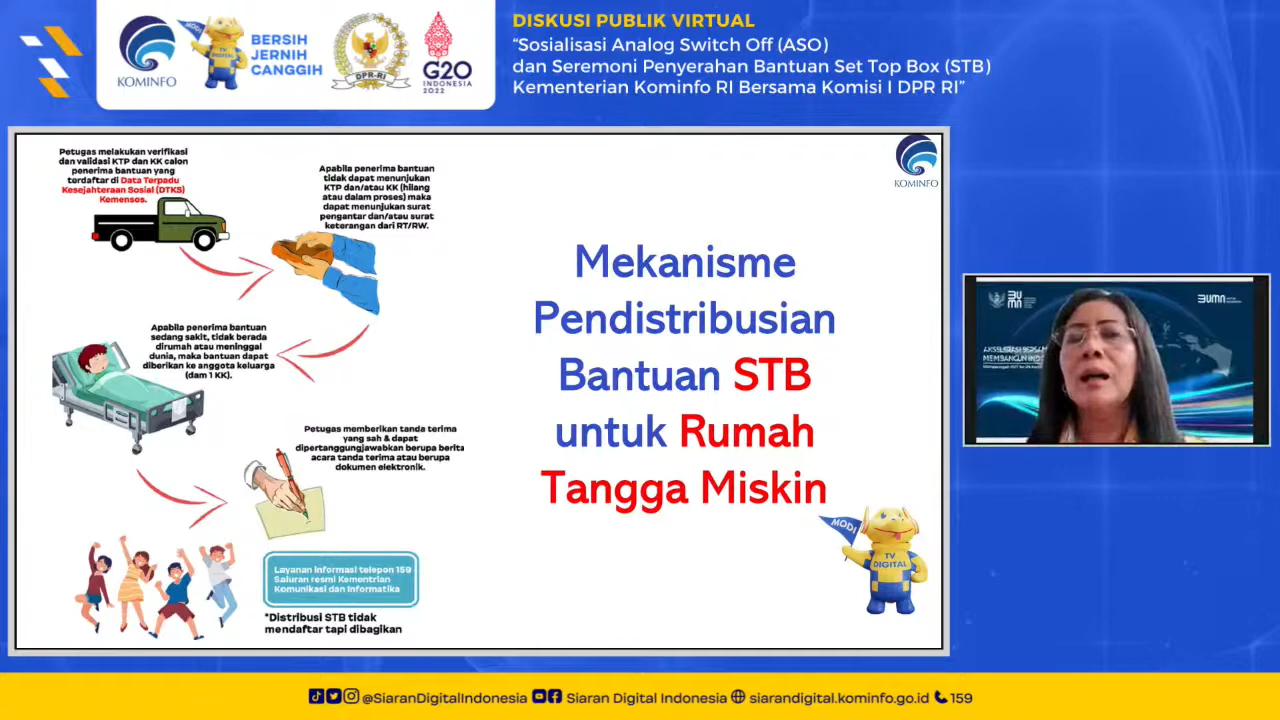 DISKUSI PUBLIK VIRTUAL
“Sosialisasi Analog Switch Off (ASO)
dan Seremoni Penyerahan Bantuan Set Top Box (STB)
Kementerian Kominfo RI Bersama Komisi I DPR RI”
KOMINFO
MODI
TV
DIGITAL
BERSIH
JERNIH
CANGGIH
DPR-RI
G20
INDONESIA
2022
Petugas melakukan verifikasi
dan validasi KTP dan KK calon
penerima bantuan yang
terdaftar di Data Terpadu
Kesejahteraan Sosial (DTKS)
Kemensos.
Apabila penerima bantuan
tidak dapat menunjukan
KTP dan/atau KK (hilang
atau dalam proses) maka
dapat menunjukan surat
pengantar dan/atau surat
keterangan dari RT/RW.
Apabila penerima bantuan
sedang sakit, tidak berada
dirumah atau meninggal
dunia, maka bantuan dapat
diberikan ke anggota keluarga
(dam 1 KK).
Petugas memberikan tanda terima
yang sah & dapat
dipertanggungjawabkan berupa berita
acara tanda terima atau berupa
dokumen elektronik.
Layanan informasi telepon 159
Saluran resmi Kementrian
Komunikasi dan Informatika
*Distribusi STB tidak
mendaftar tapi dibagikan
KOMINFO
Mekanisme
Pendistribusian
Bantuan STB
untuk Rumah
Tangga Miskin
MODI
TV
DIGITAL
BUMN
@SiaranDigitalIndonesia Siaran Digital Indonesia siarandigital.kominfo.go.id 159